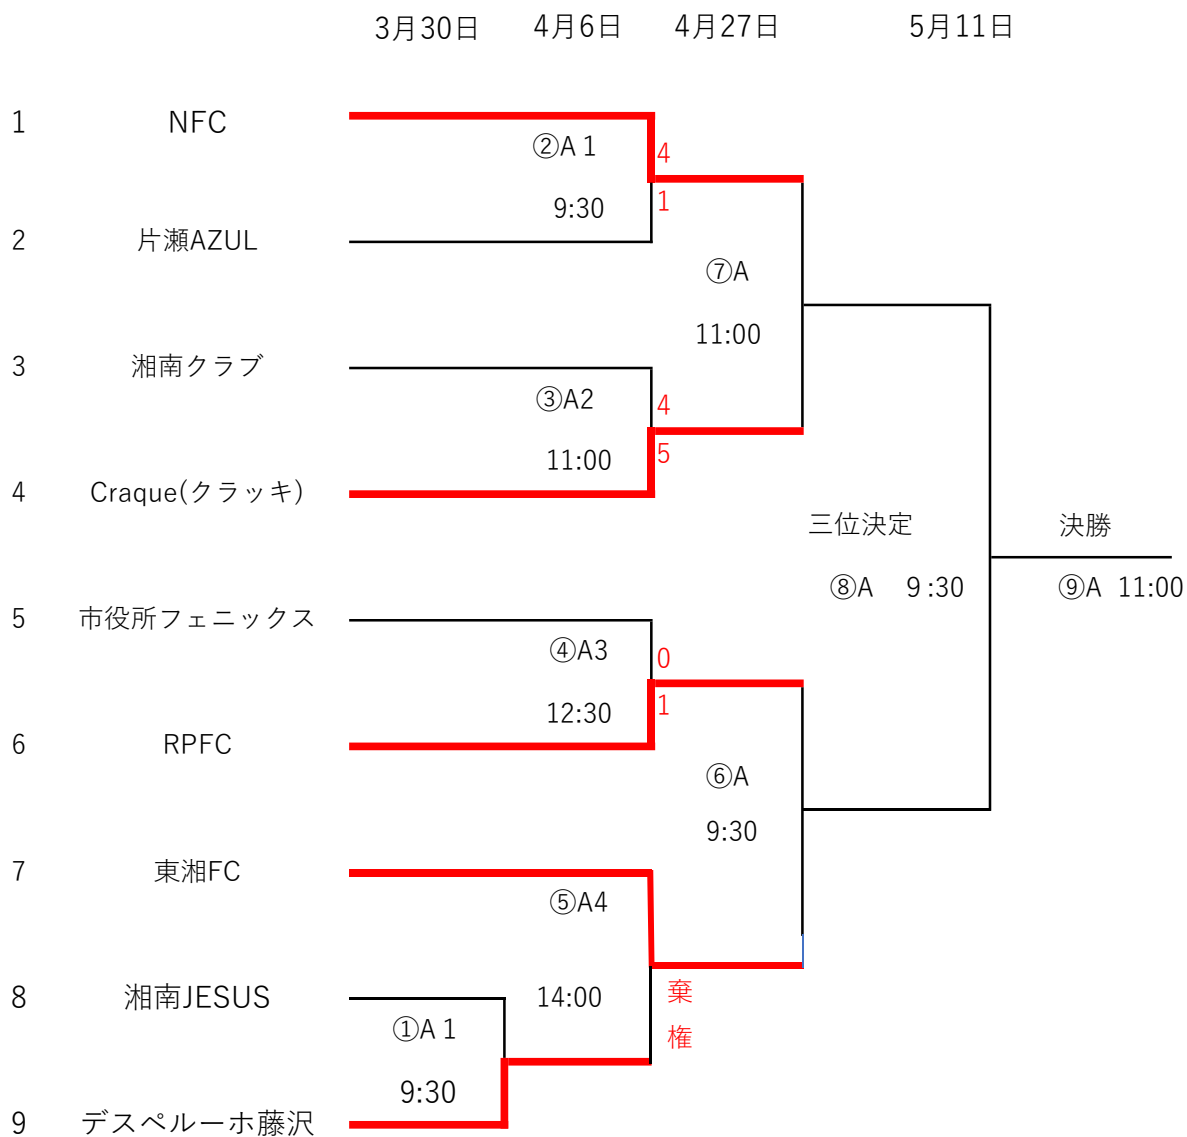 3月30日 4月6日 4月27日 5月11日
1 NFC
②A 1 4
9:30 1
2 片瀬AZUL
⑦A
11:00
3 湘南クラブ
③A2 4
11:00 5
4 Craque(クラッキ)
三位決定 決勝
⑧A 9:30 ⑨A 11:00
5 市役所フェニックス
④A3 0
12:30 1
6 RPFC
⑥A
9:30
7 東湘FC
⑤A4
8 湘南JESUS 14:00 棄
①A 1 権
9:30
9 デスペルーホ藤沢